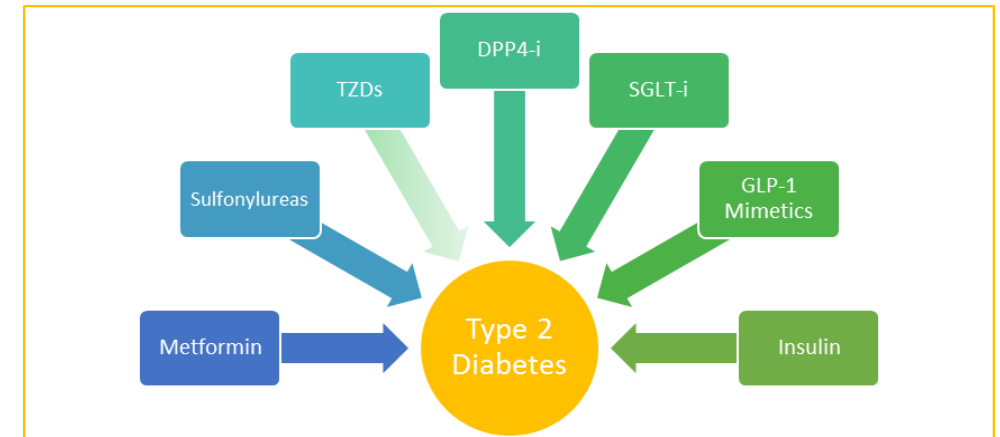 DPP4-i
TZDs
SGLT-i
Sulfonylureas
GLP-1
Mimetics
Metformin
Type 2
Diabetes
Insulin